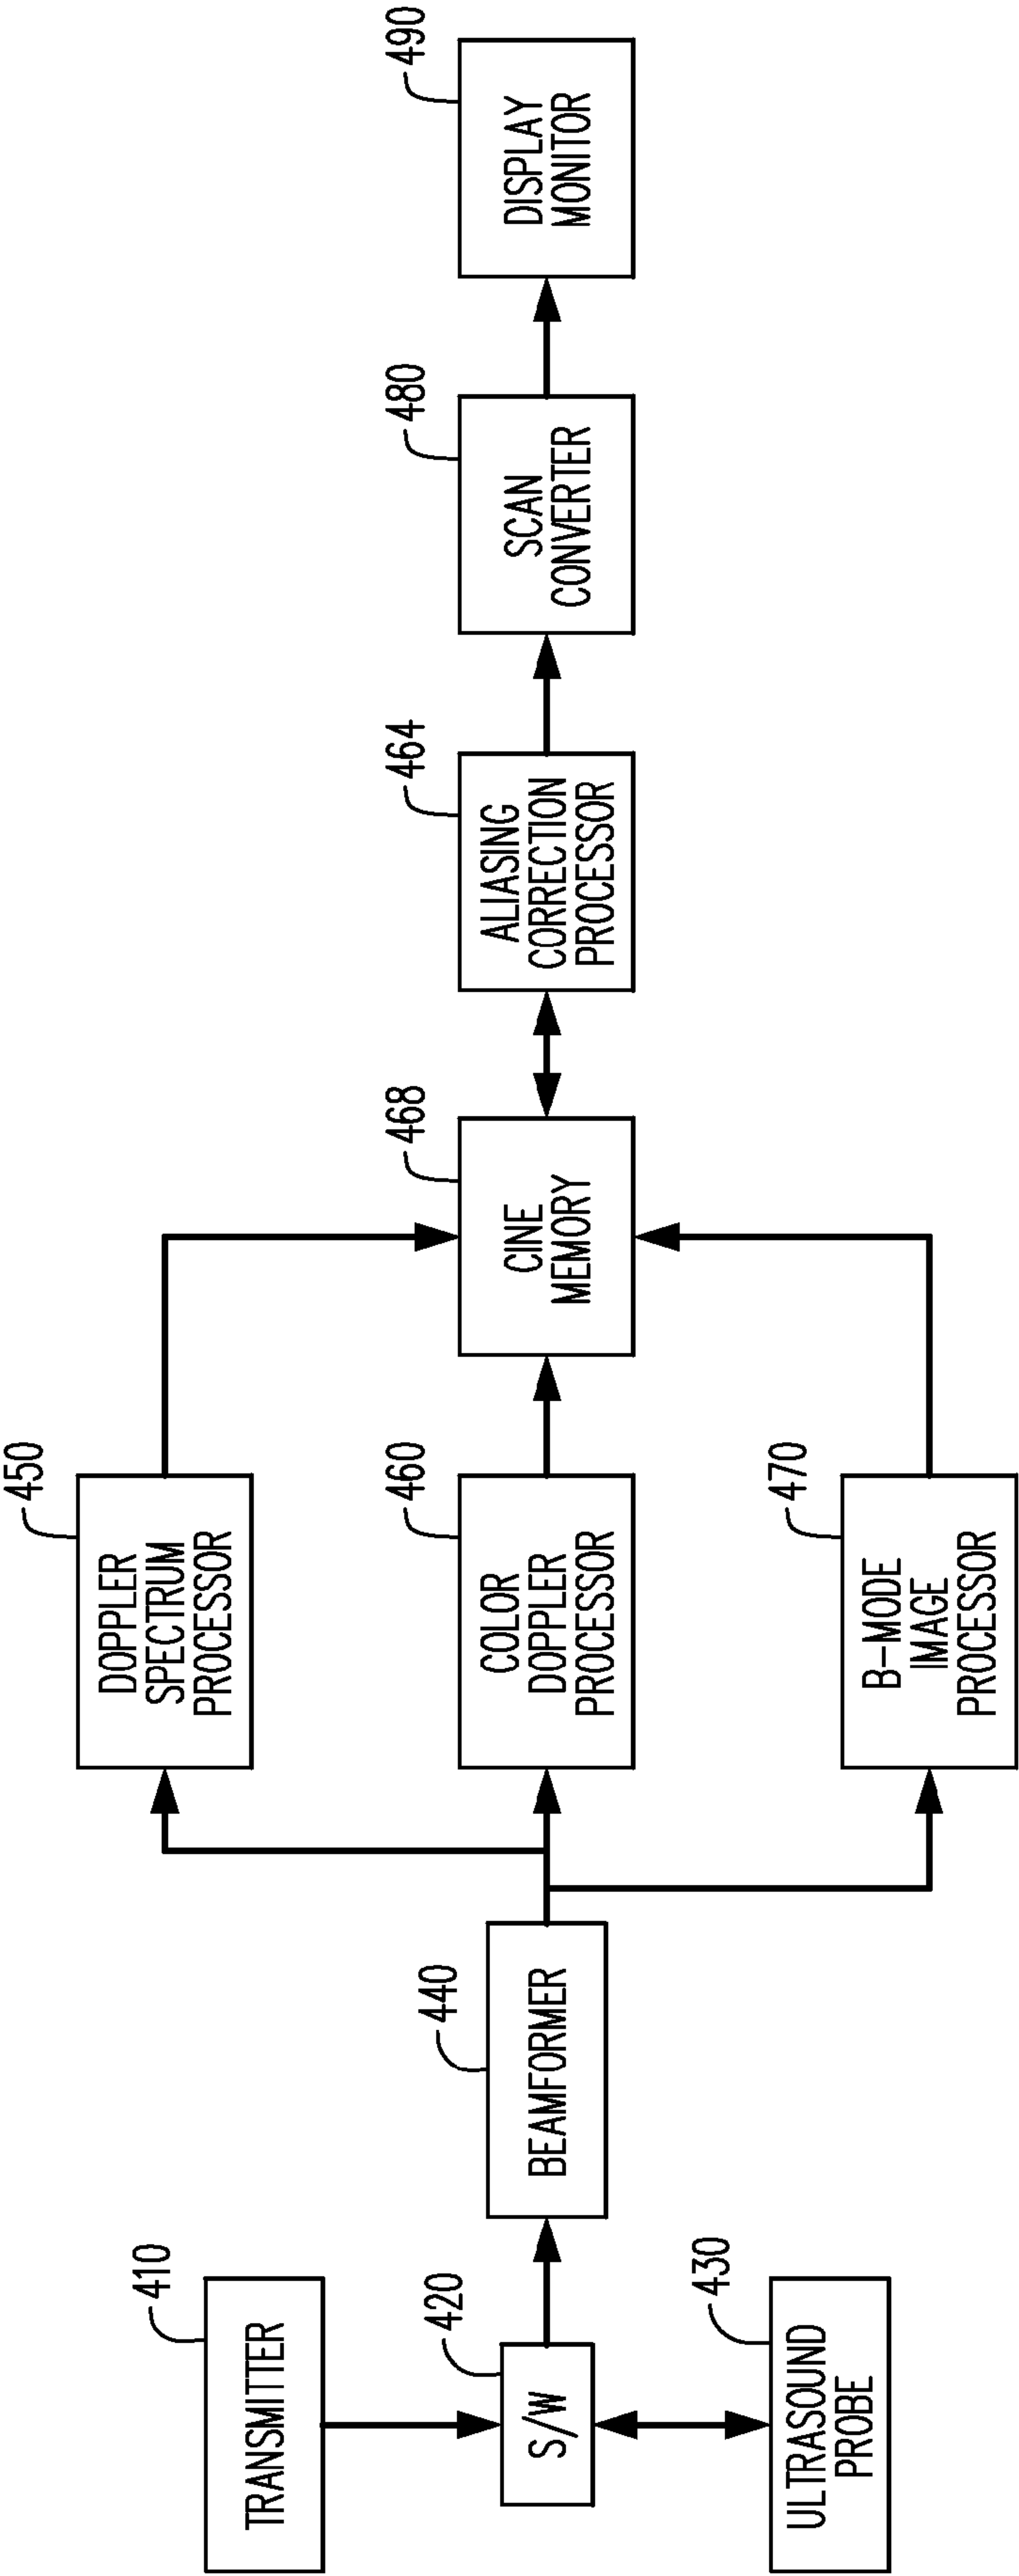 410
TRANSMITTER
420
S/W
430
ULTRASOUND
PROBE
440
BEAMFORMER
450
DOPPLER
SPECTRUM
PROCESSOR
460
COLOR
DOPPLER
PROCESSOR
470
B-MODE
IMAGE
PROCESSOR
468
CINE
MEMORY
464
ALIASING
CORRECTION
PROCESSOR
480
SCAN
CONVERTER
490
DISPLAY
MONITOR